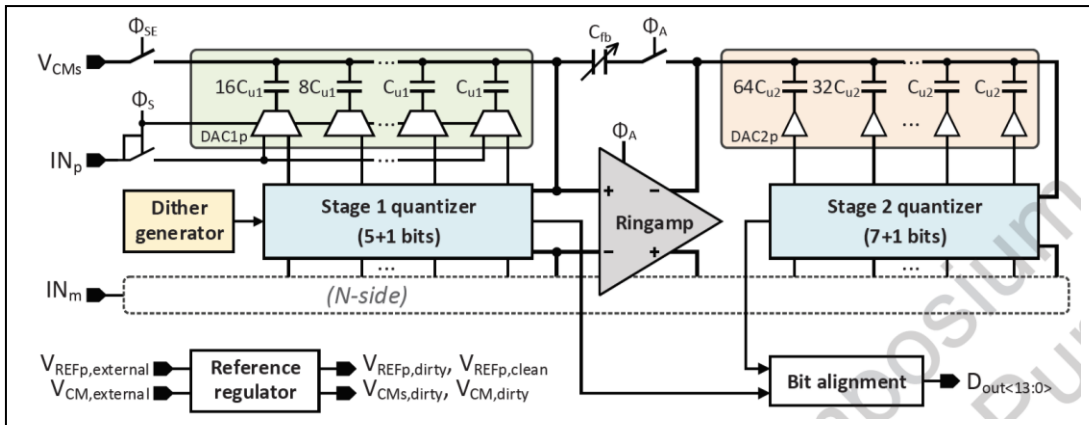 Φ_SE
C_fb
Φ_A
V_CMs
16C_u1
8C_u1
...
C_u1
C_u1
64C_u2
32C_u2
...
C_u2
C_u2
Φ_S
DAC1p
...
Φ_A
DAC2p
...
IN_p
...
+
−
Dither
generator
Stage 1 quantizer
(5+1 bits)
Ringamp
Stage 2 quantizer
(7+1 bits)
−
+
...
...
IN_m
(N-side)
V_REFp,external
V_CM,external
Reference
regulator
V_REFp,dirty, V_REFp,clean
V_CMs,dirty, V_CM,dirty
Bit alignment
D_out<13:0>
posium